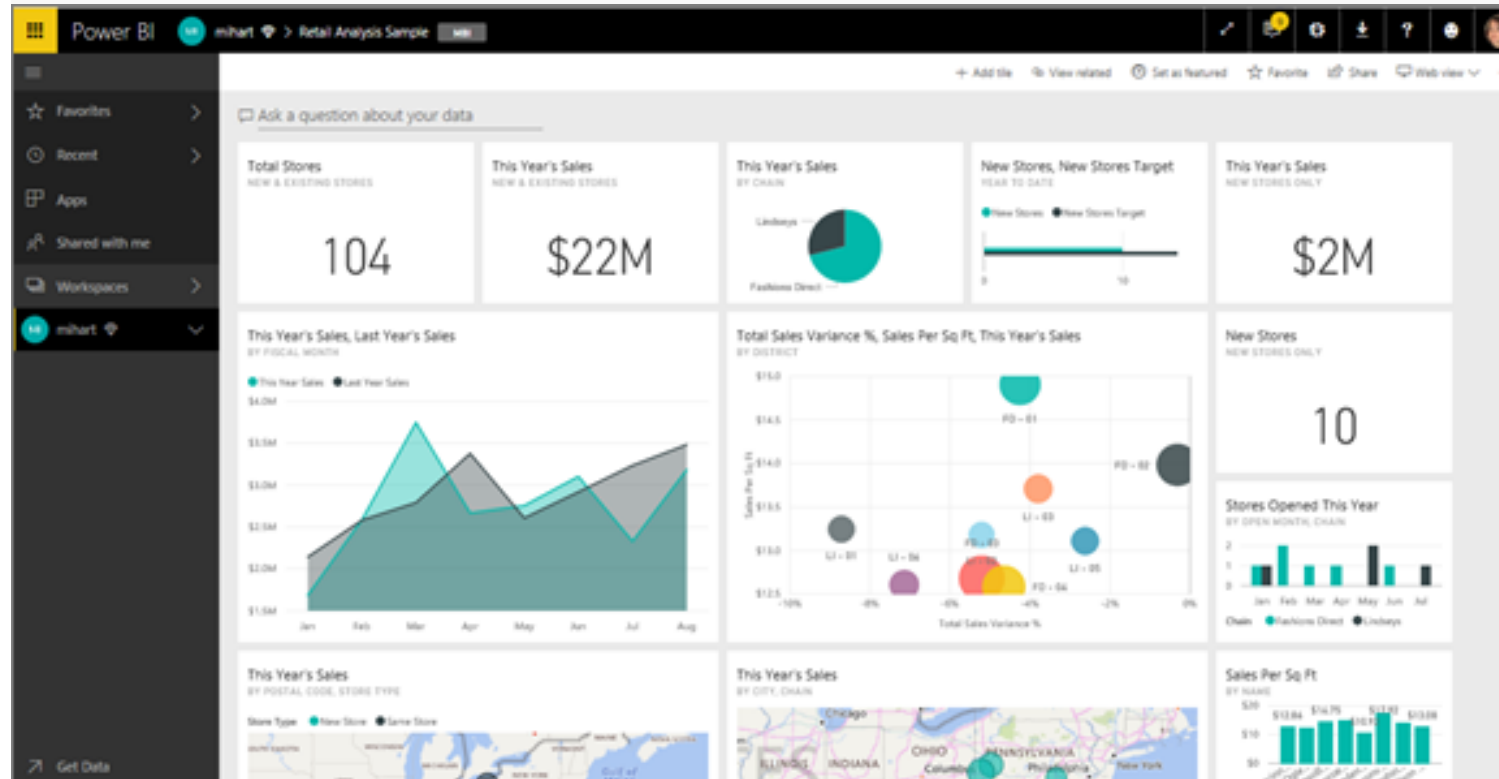 Power BI
mihart > Retail Analysis Sample
Add tile View related Set as featured Favorite Share Web view
Favorites
Recent
Apps
Shared with me
Workspaces
mihart
Get Data
Ask a question about your data
Total Stores
NEW & EXISTING STORES
104
This Year's Sales
NEW & EXISTING STORES
$22M
This Year's Sales
BY CHAIN
Lindseys
Fashions Direct
New Stores, New Stores Target
YEAR TO DATE
New Stores New Stores Target
0 10
This Year's Sales
NEW STORES ONLY
$2M
This Year's Sales, Last Year's Sales
BY FISCAL MONTH
This Year Sales Last Year Sales
$4.0M
$3.5M
$3.0M
$2.5M
$2.0M
$1.5M
Jan Feb Mar Apr May Jun Jul Aug
Total Sales Variance %, Sales Per Sq Ft, This Year's Sales
BY DISTRICT
Sales Per Sq Ft
$15.0
$14.5
$14.0
$13.5
$13.0
$12.5
FD - 01
FD - 02
LI - 03
FD - 03
LI - 01
LI - 04
LI - 05
FD - 04
-10% -8% -6% -4% -2% 0%
Total Sales Variance %
New Stores
NEW STORES ONLY
10
Stores Opened This Year
BY OPEN MONTH, CHAIN
2
1
0
Jan Feb Mar Apr May Jun Jul
Chain Fashions Direct Lindseys
This Year's Sales
BY POSTAL CODE, STORE TYPE
Store Type New Store Same Store
This Year's Sales
BY CITY, CHAIN
Chicago
OHIO PENNSYLVANIA
ILLINOIS INDIANA Philadelphia New York
Sales Per Sq Ft
BY NAME
$20
$10
$0
$13.84 $14.75 $13.08